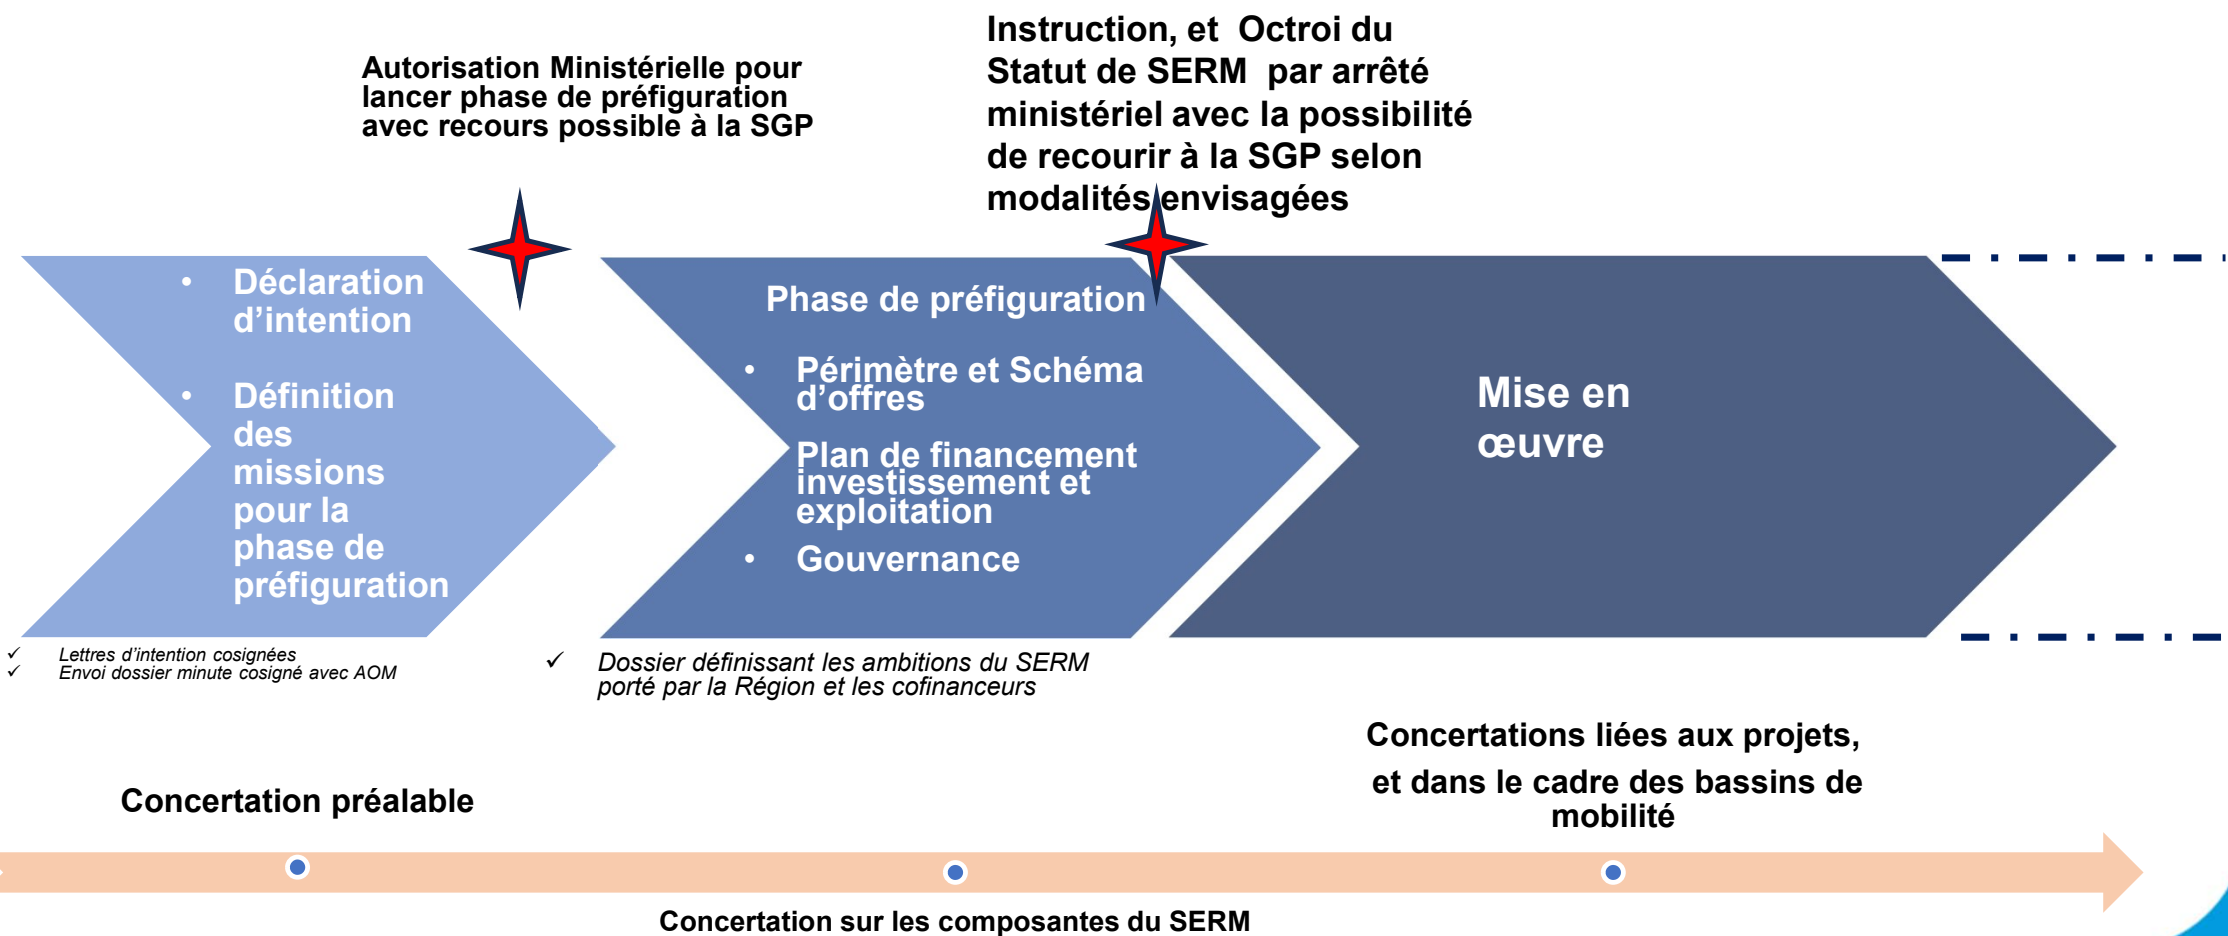 Autorisation Ministérielle pour
lancer phase de préfiguration
avec recours possible à la SGP
Instruction, et  Octroi du
Statut de SERM  par arrêté
ministériel avec la possibilité
de recourir à la SGP selon
modalités envisagées
• Déclaration
d’intention
• Définition
des
missions
pour la
phase de
préfiguration
Phase de préfiguration
• Périmètre et Schéma
d’offres
Plan de financement
investissement et
exploitation
• Gouvernance
Mise en
œuvre
✓ Lettres d’intention cosignées
✓ Envoi dossier minute cosigné avec AOM
✓ Dossier définissant les ambitions du SERM
porté par la Région et les cofinanceurs
Concertation préalable
Concertations liées aux projets,
et dans le cadre des bassins de
mobilité
Concertation sur les composantes du SERM